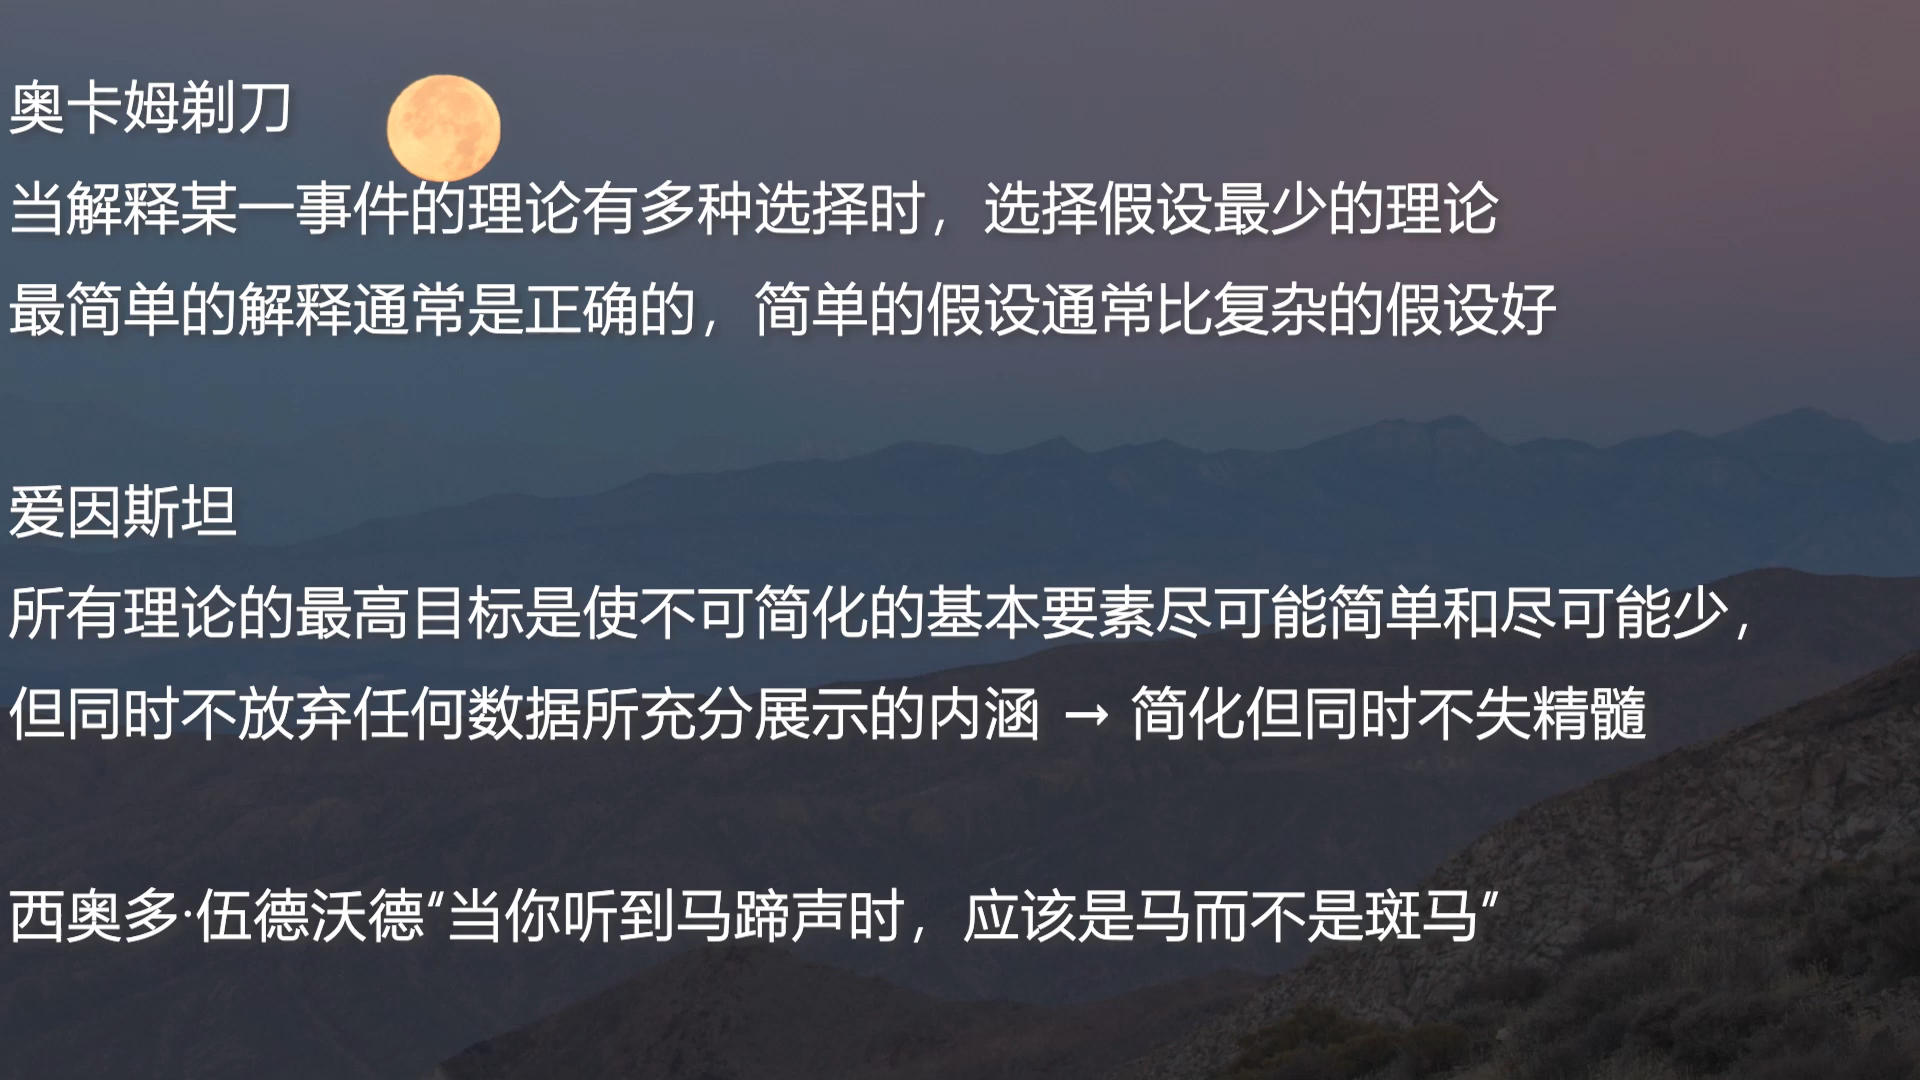 奥卡姆剃刀
当解释某一事件的理论有多种选择时，选择假设最少的理论
最简单的解释通常是正确的，简单的假设通常比复杂的假设好
爱因斯坦
所有理论的最高目标是使不可简化的基本要素尽可能简单和尽可能少，
但同时不放弃任何数据所充分展示的内涵 → 简化但同时不失精髓
西奥多·伍德沃德“当你听到马蹄声时，应该是马而不是斑马”